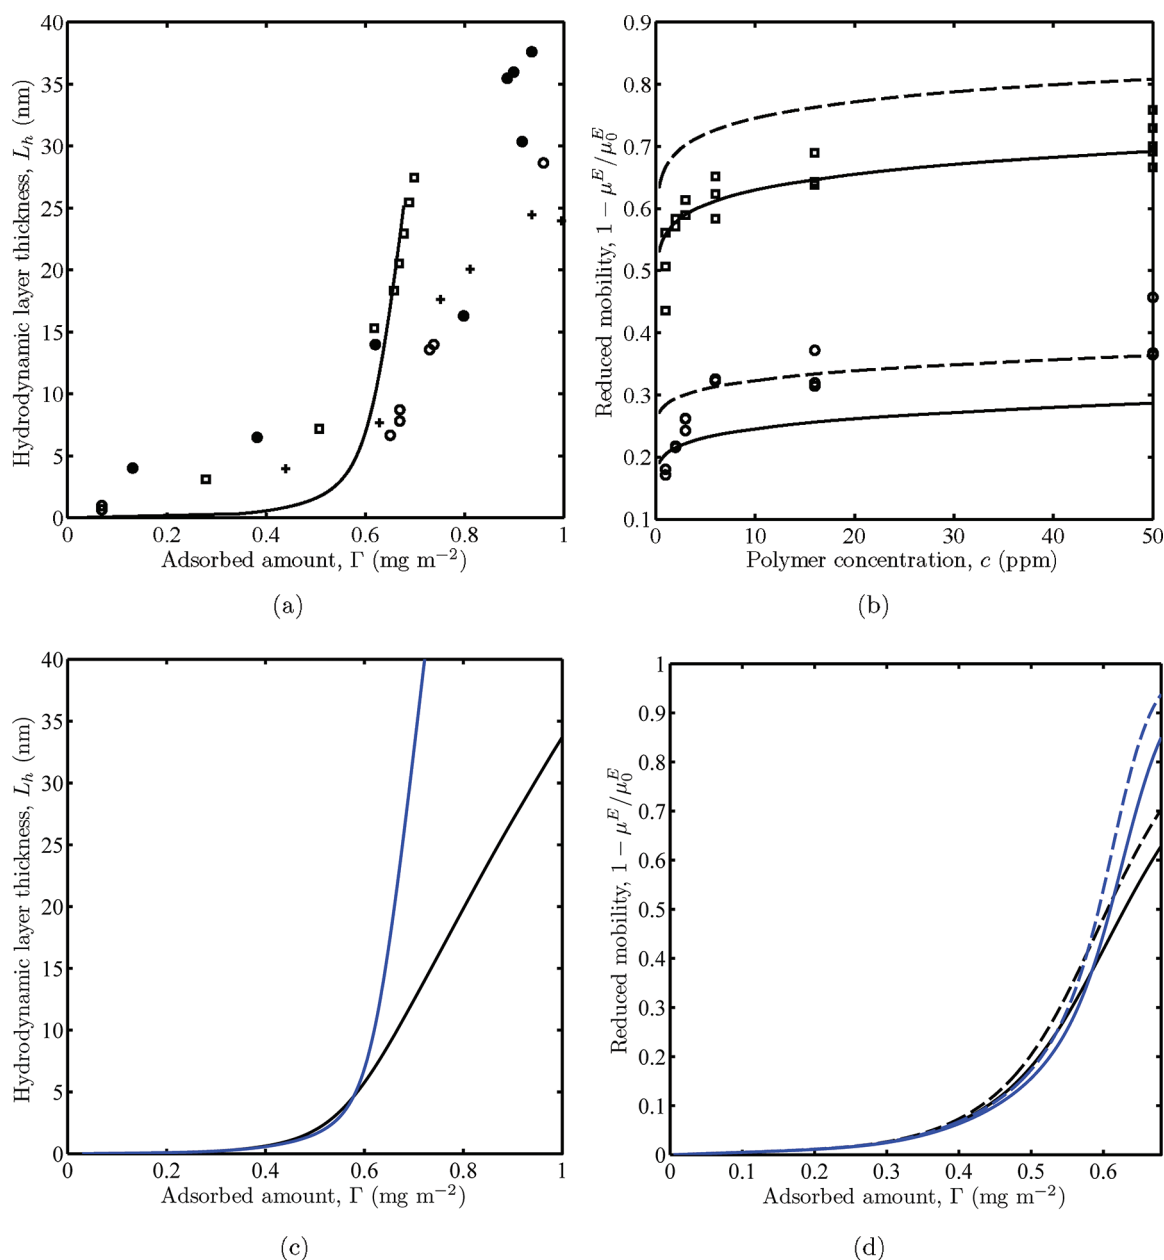 40
35
30
25
20
15
10
5
0
Hydrodynamic layer thickness, L_h (nm)
0 0.2 0.4 0.6 0.8 1
Adsorbed amount, Γ (mg m⁻²)
(a)
0.9
0.8
0.7
0.6
0.5
0.4
0.3
0.2
0.1
Reduced mobility, 1 − μ^E/μ_0^E
0 10 20 30 40 50
Polymer concentration, c (ppm)
(b)
40
35
30
25
20
15
10
5
0
Hydrodynamic layer thickness, L_h (nm)
0 0.2 0.4 0.6 0.8 1
Adsorbed amount, Γ (mg m⁻²)
(c)
1
0.9
0.8
0.7
0.6
0.5
0.4
0.3
0.2
0.1
0
Reduced mobility, 1 − μ^E/μ_0^E
0 0.1 0.2 0.3 0.4 0.5 0.6
Adsorbed amount, Γ (mg m⁻²)
(d)